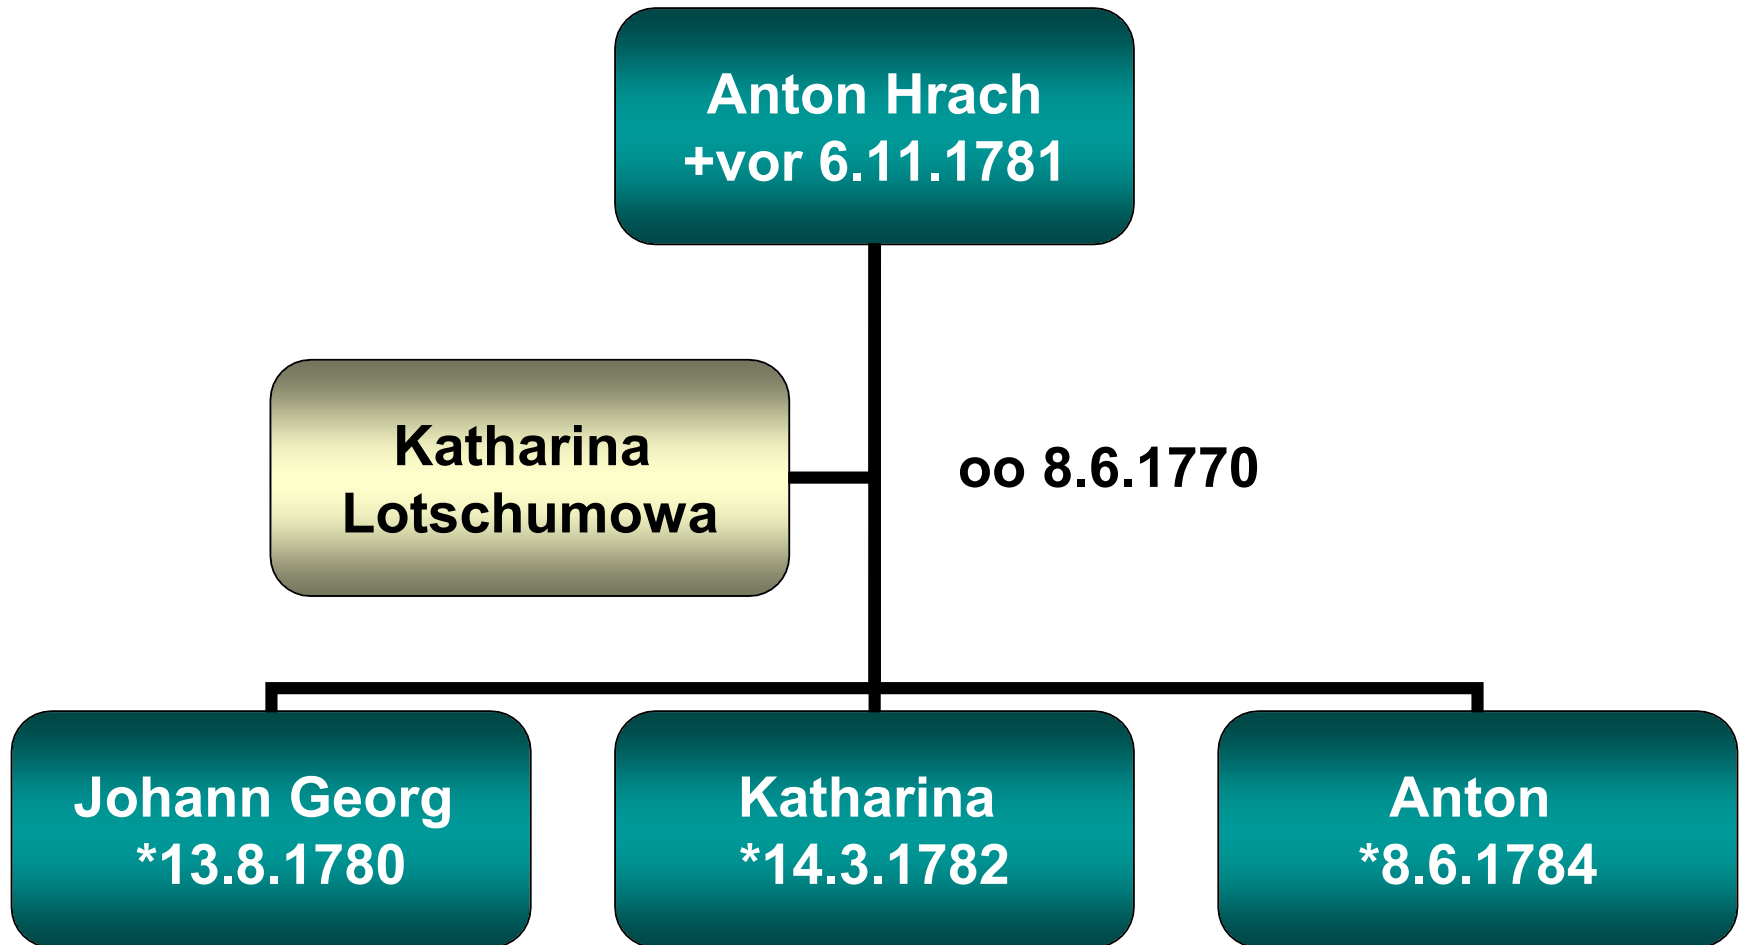 Anton Hrach
+vor 6.11.1781
Katharina
Lotschumowa
oo 8.6.1770
Johann Georg
*13.8.1780
Katharina
*14.3.1782
Anton
*8.6.1784